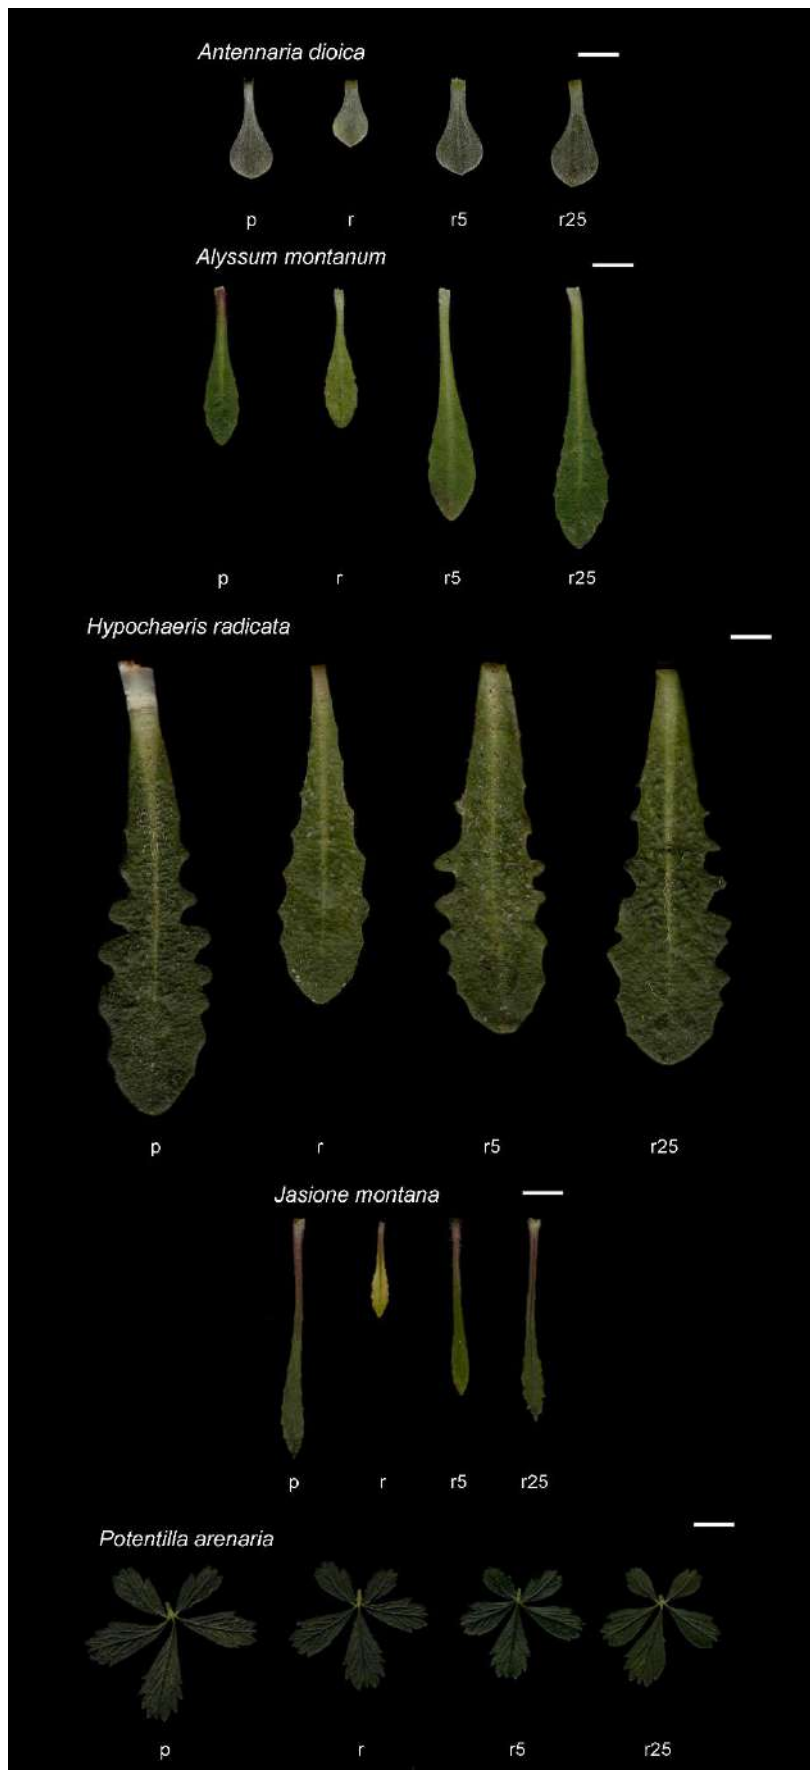 Antennaria dioica
p r r5 r25
Alyssum montanum
p r r5 r25
Hypochaeris radicata
p r r5 r25
Jasione montana
p r r5 r25
Potentilla arenaria
p r r5 r25